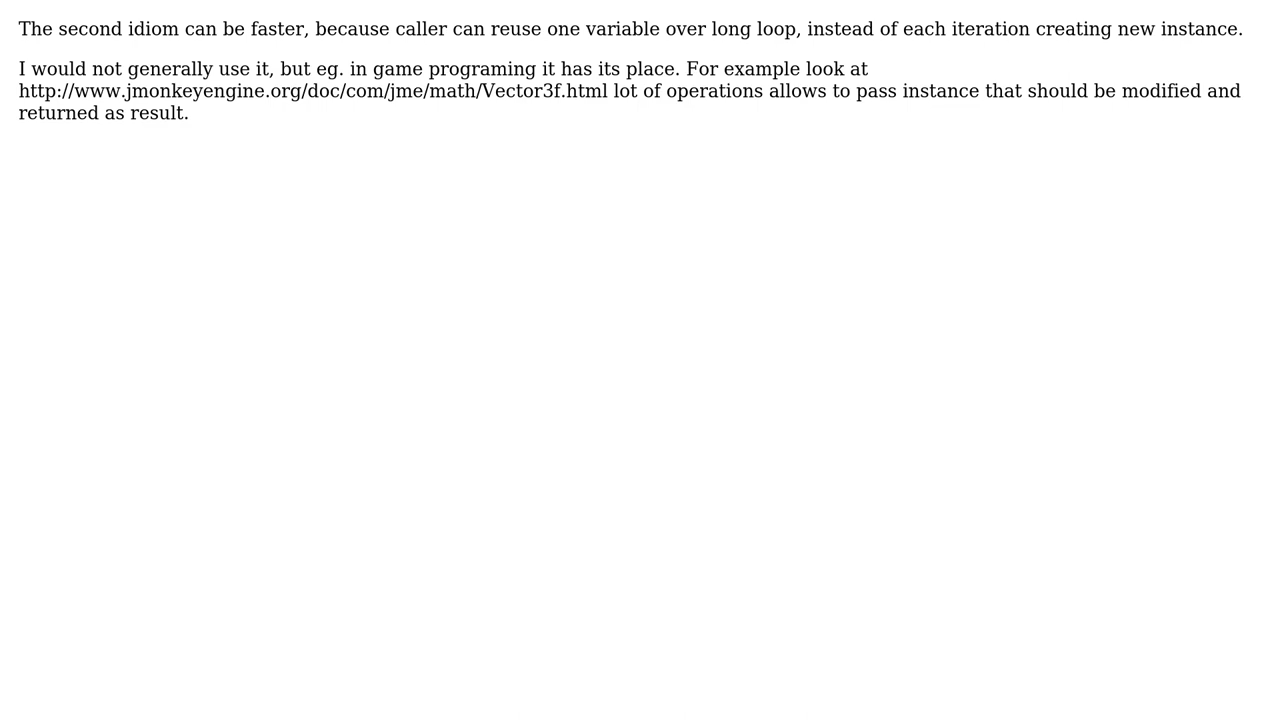 The second idiom can be faster, because caller can reuse one variable over long loop, instead of each iteration creating new instance.
I would not generally use it, but eg. in game programing it has its place. For example look at
http://www.jmonkeyengine.org/doc/com/jme/math/Vector3f.html lot of operations allows to pass instance that should be modified and
returned as result.